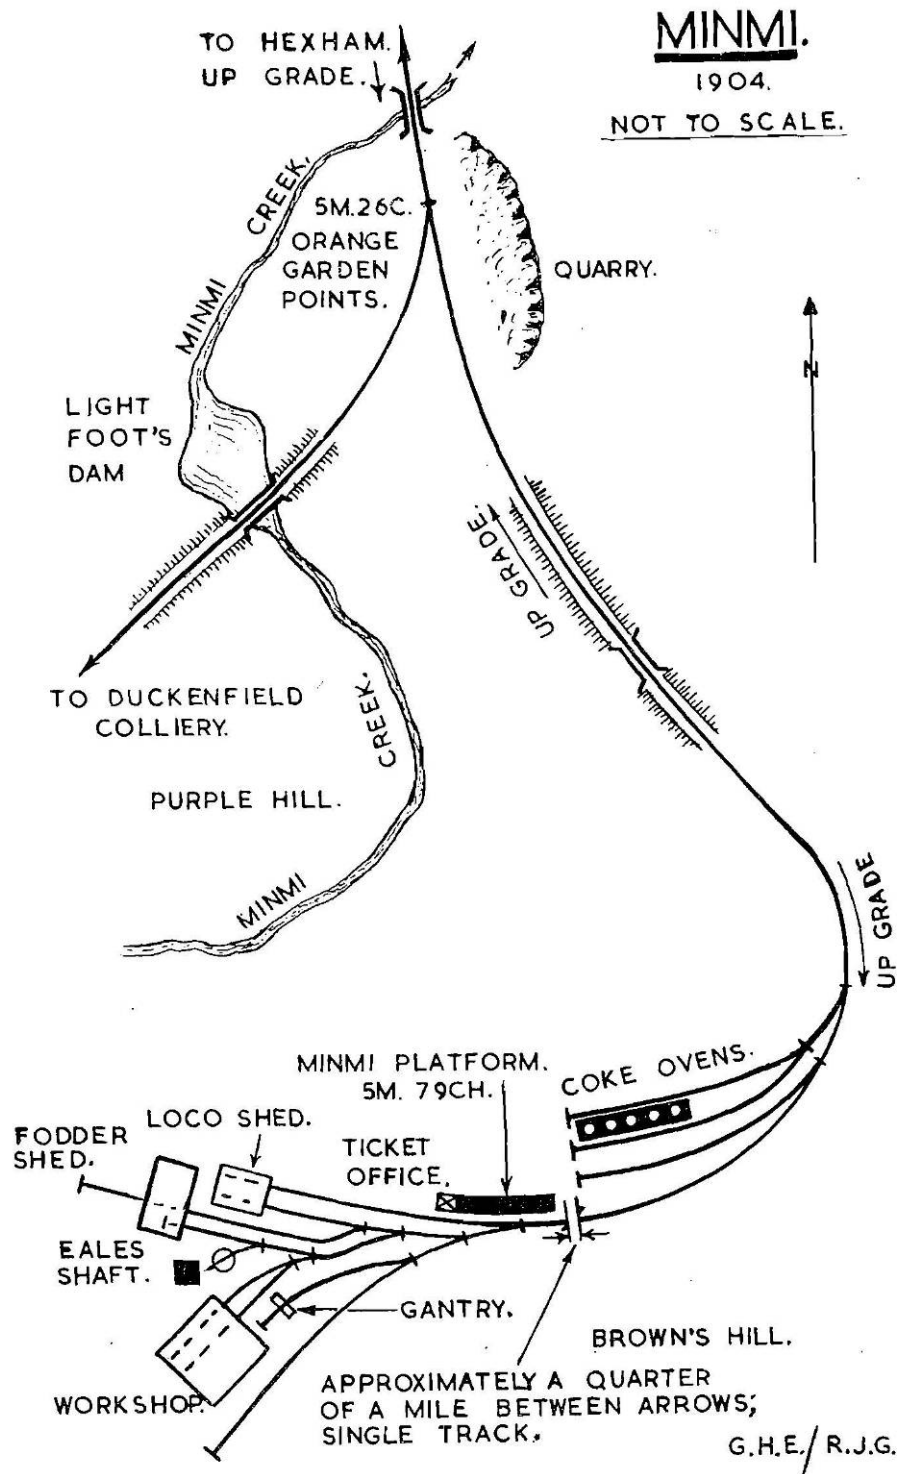 MINMI.
1904.
NOT TO SCALE.
TO HEXHAM.
UP GRADE.
MINMI CREEK.
5M.26C.
ORANGE
GARDEN
POINTS.
QUARRY.
N
LIGHT
FOOT'S
DAM
UP GRADE.
TO DUCKENFIELD
COLLIERY.
CREEK.
PURPLE HILL.
MINMI
UP GRADE
MINMI PLATFORM.
5M. 79CH.
COKE OVENS.
LOCO SHED.
FODDER
SHED.
TICKET
OFFICE.
EALES
SHAFT.
GANTRY.
BROWN'S HILL.
WORKSHOP.
APPROXIMATELY A QUARTER
OF A MILE BETWEEN ARROWS;
SINGLE TRACK.
G.H.E./R.J.G.